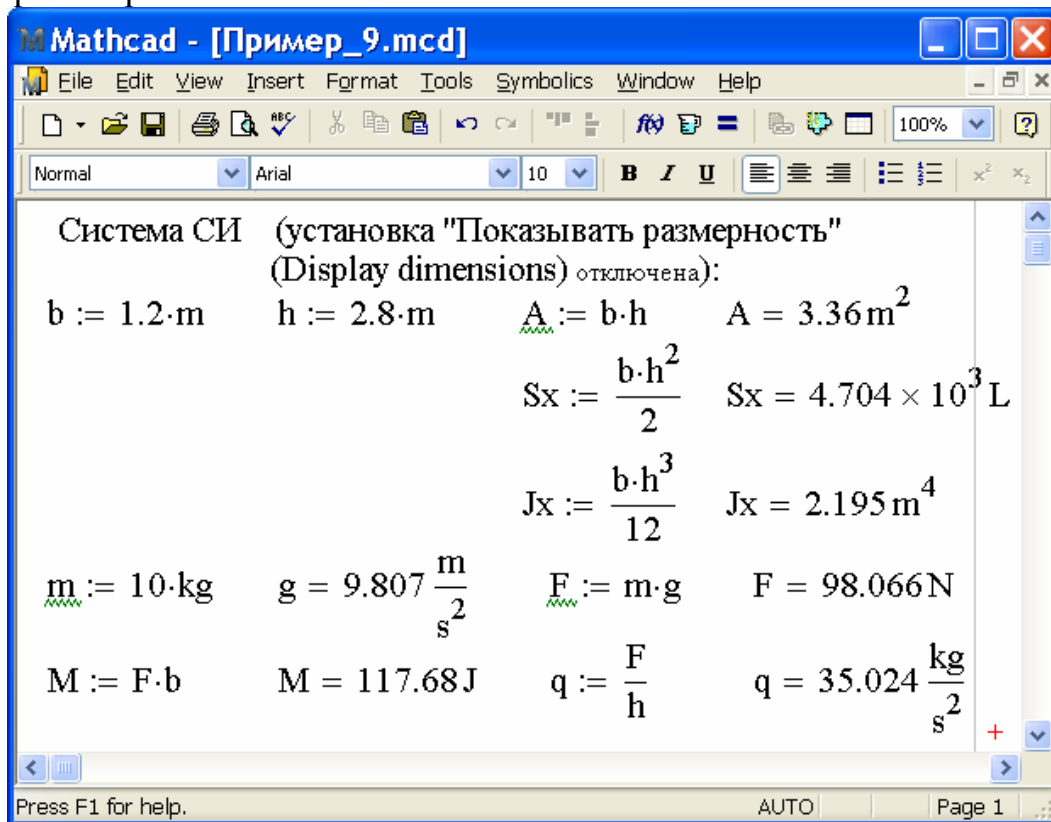 Mathcad - [Пример_9.mcd]
File Edit View Insert Format Tools Symbolics Window Help
100%
Normal Arial 10 B I U
Система СИ (установка "Показывать размерность"
(Display dimensions) отключена):
b := 1.2·m h := 2.8·m A := b·h A = 3.36 m²
Sx := b·h²/2 Sx = 4.704 × 10³ L
Jx := b·h³/12 Jx = 2.195 m⁴
m := 10·kg g = 9.807 m/s² F := m·g F = 98.066 N
M := F·b M = 117.68 J q := F/h q = 35.024 kg/s²
Press F1 for help. AUTO Page 1